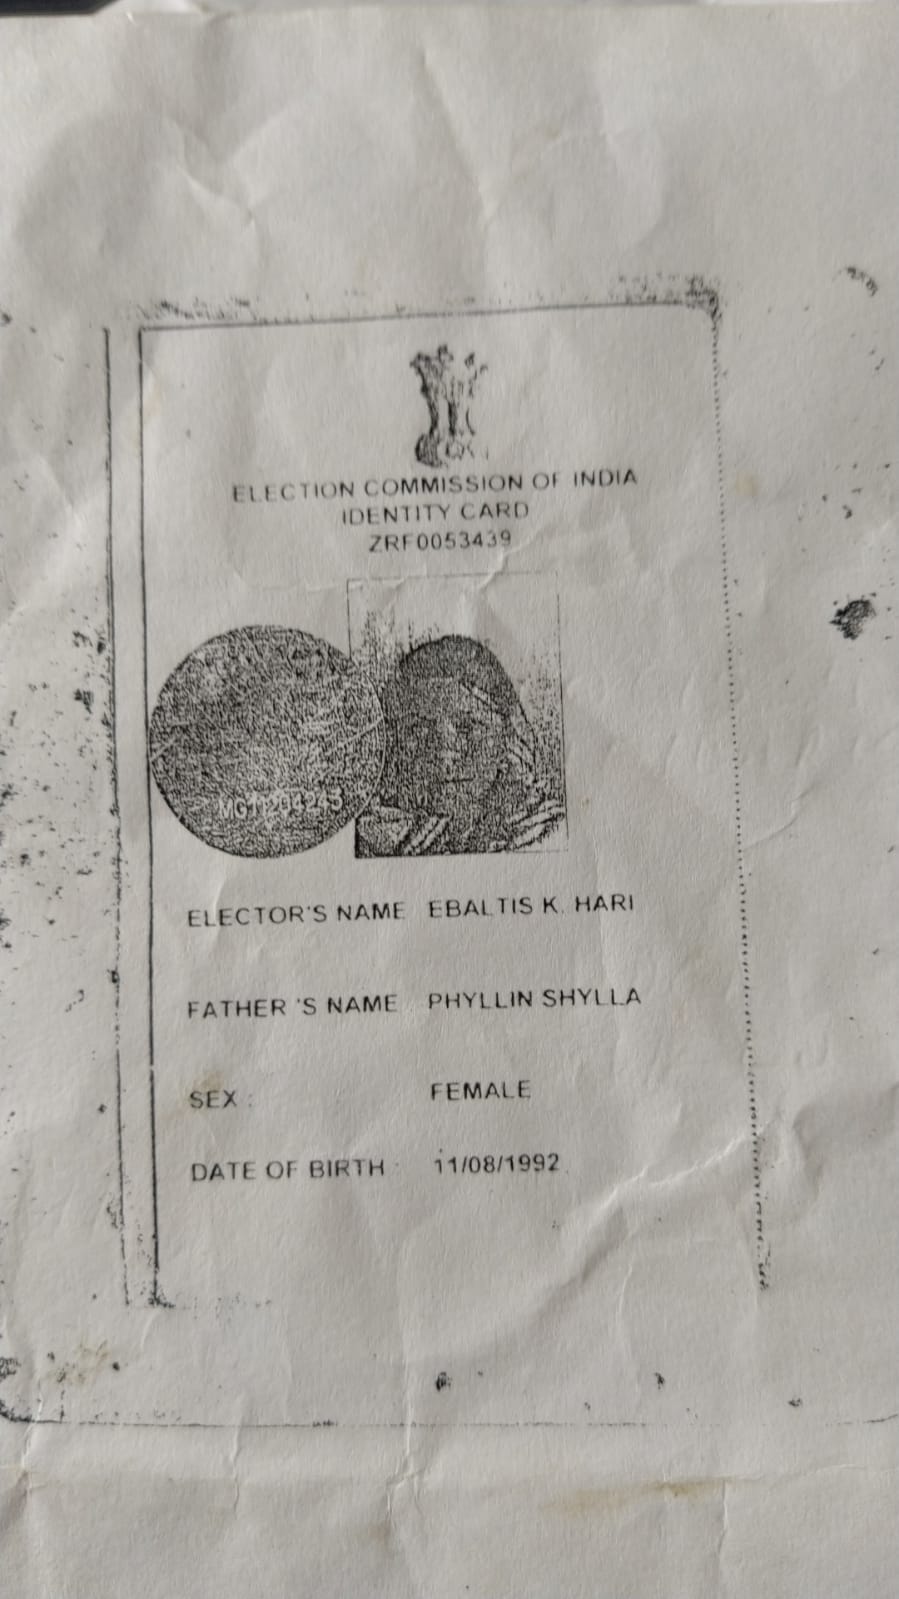 ELECTION COMMISSION OF INDIA
IDENTITY CARD
ZRF0053439
MG11204245
ELECTOR'S NAME EBALTIS K. HARI
FATHER 'S NAME PHYLLIN SHYLLA
SEX : FEMALE
DATE OF BIRTH : 11/08/1992